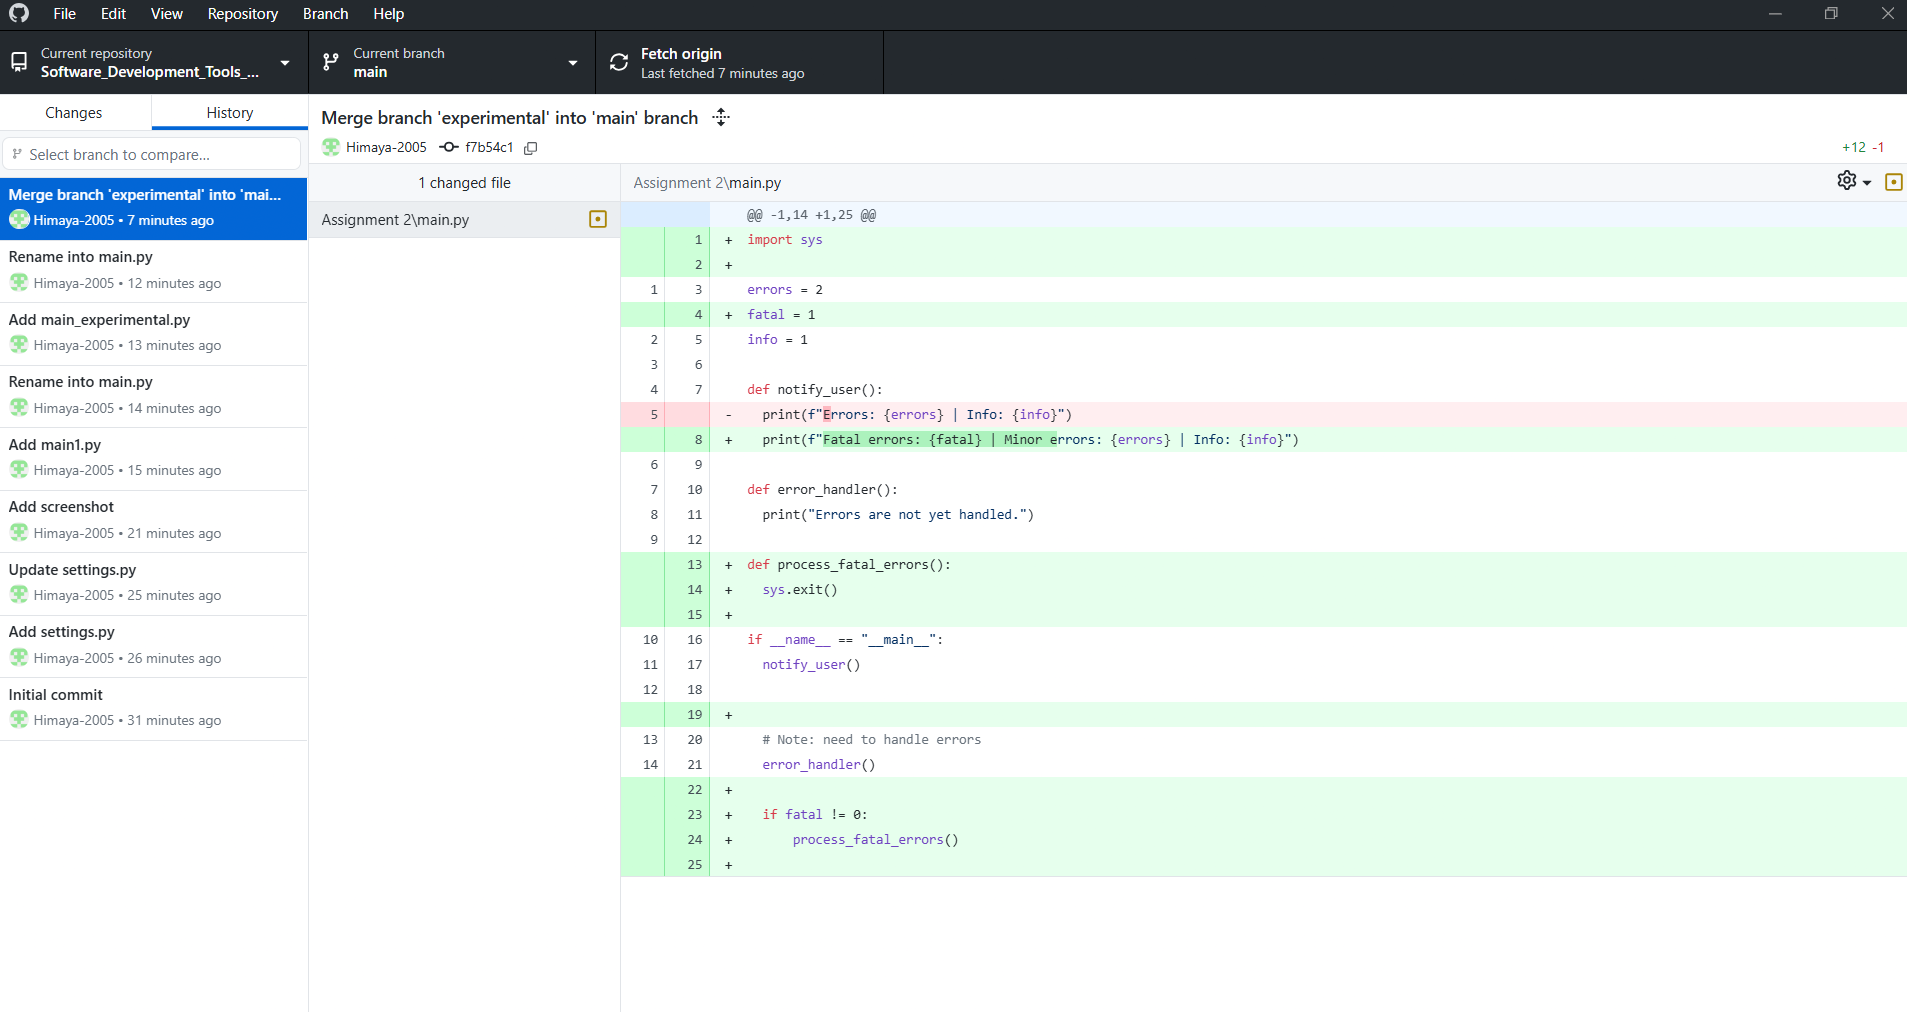 File Edit View Repository Branch Help
Current repository
Software_Development_Tools_...
Current branch
main
Fetch origin
Last fetched 7 minutes ago
Changes History
Select branch to compare...
Merge branch 'experimental' into 'mai...
Himaya-2005 • 7 minutes ago
Rename into main.py
Himaya-2005 • 12 minutes ago
Add main_experimental.py
Himaya-2005 • 13 minutes ago
Rename into main.py
Himaya-2005 • 14 minutes ago
Add main1.py
Himaya-2005 • 15 minutes ago
Add screenshot
Himaya-2005 • 21 minutes ago
Update settings.py
Himaya-2005 • 25 minutes ago
Add settings.py
Himaya-2005 • 26 minutes ago
Initial commit
Himaya-2005 • 31 minutes ago
Merge branch 'experimental' into 'main' branch
Himaya-2005 f7b54c1 +12 -1
1 changed file
Assignment 2\main.py
Assignment 2\main.py
@@ -1,14 +1,25 @@
1 + import sys
2 +
1 3 errors = 2
4 + fatal = 1
2 5 info = 1
3 6
4 7 def notify_user():
5 - print(f"Errors: {errors} | Info: {info}")
8 + print(f"Fatal errors: {fatal} | Minor errors: {errors} | Info: {info}")
6 9
7 10 def error_handler():
8 11 print("Errors are not yet handled.")
9 12
13 + def process_fatal_errors():
14 + sys.exit()
15 +
10 16 if __name__ == "__main__":
11 17 notify_user()
12 18
19 +
13 20 # Note: need to handle errors
14 21 error_handler()
22 +
23 + if fatal != 0:
24 + process_fatal_errors()
25 +